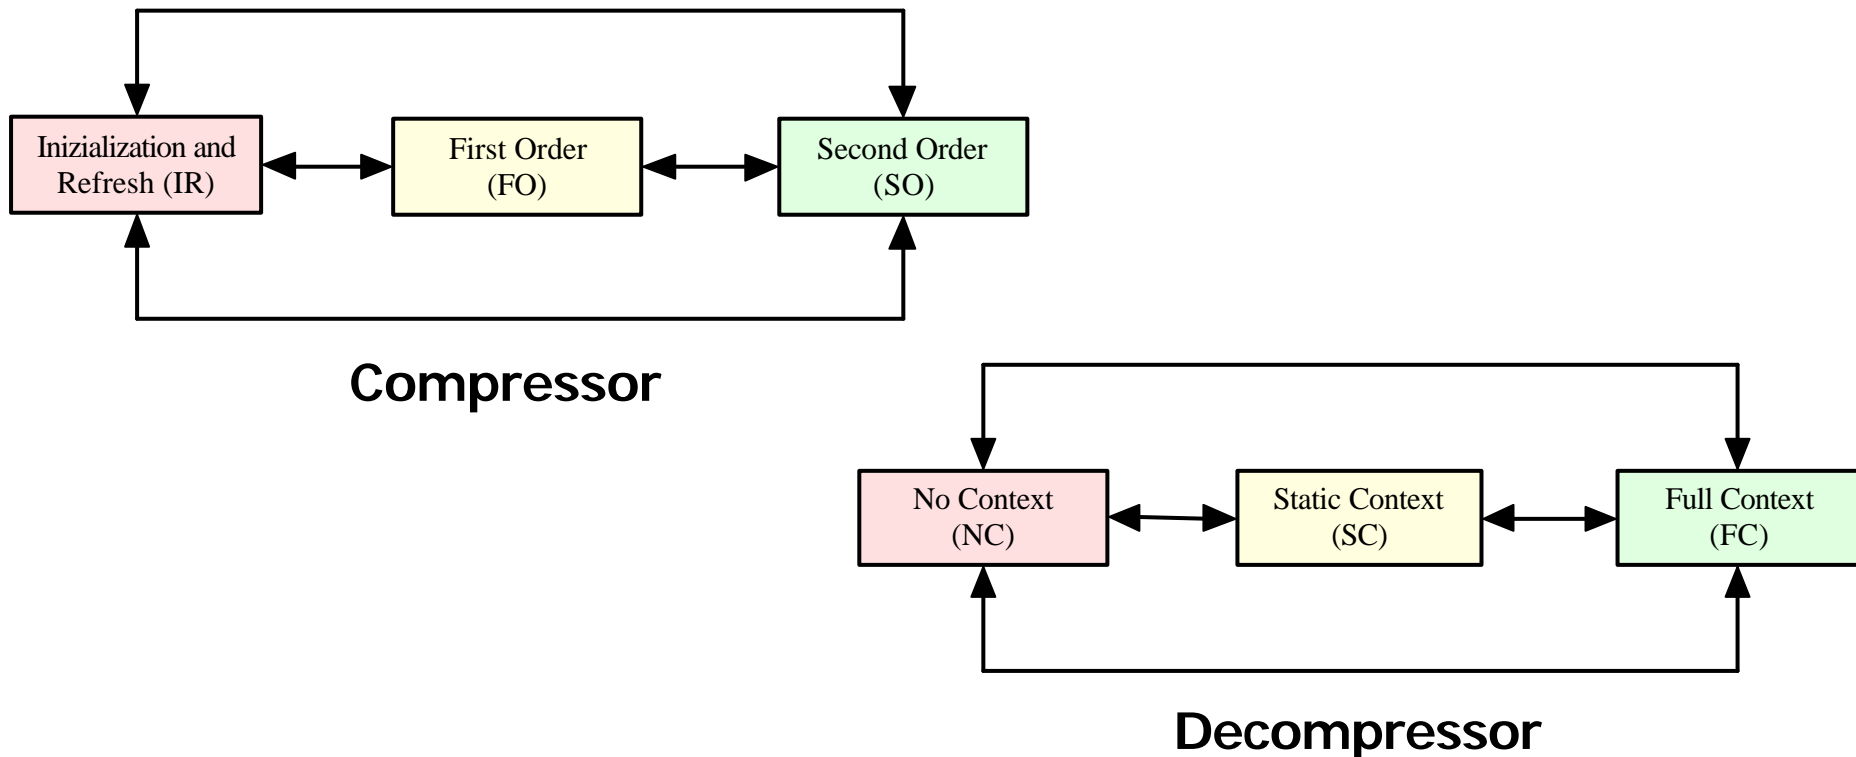 Inizialization and
Refresh (IR)
First Order
(FO)
Second Order
(SO)
Compressor
No Context
(NC)
Static Context
(SC)
Full Context
(FC)
Decompressor